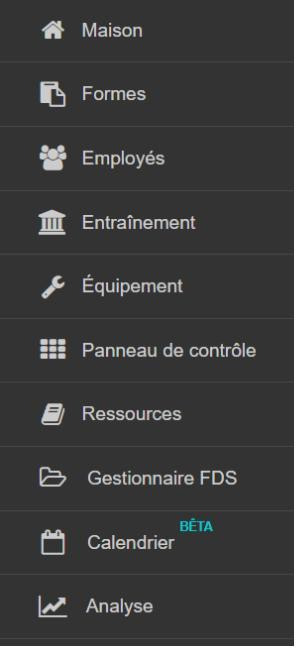 Maison
Formes
Employés
Entraînement
Équipement
Panneau de contrôle
Ressources
Gestionnaire FDS
Calendrier BÊTA
Analyse